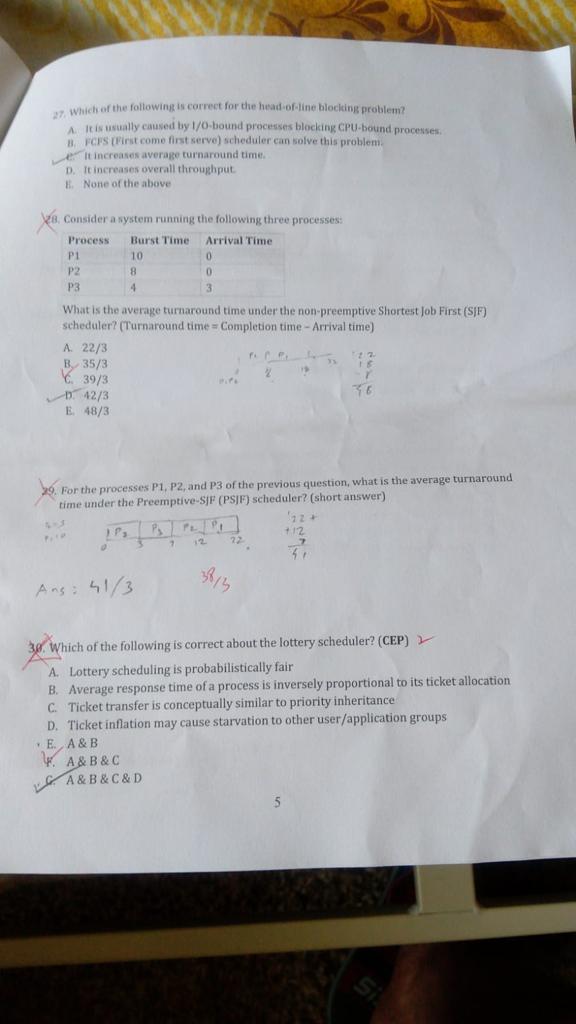 27. Which of the following is correct for the head-of-line blocking problem?
A. It is usually caused by I/O-bound processes blocking CPU-bound processes.
B. FCFS (First come first serve) scheduler can solve this problem.
C. It increases average turnaround time.
D. It increases overall throughput.
E. None of the above
28. Consider a system running the following three processes:
Process Burst Time Arrival Time
P1 10 0
P2 8 0
P3 4 3
What is the average turnaround time under the non-preemptive Shortest Job First (SJF)
scheduler? (Turnaround time = Completion time – Arrival time)
A. 22/3
B. 35/3
C. 39/3
D. 42/3
E. 48/3
29. For the processes P1, P2, and P3 of the previous question, what is the average turnaround
time under the Preemptive-SJF (PSJF) scheduler? (short answer)
P2 P3 P2 P1
0 3 7 12 22
22 +
+12
7
41
Ans: 41/3
38/3
30. Which of the following is correct about the lottery scheduler? (CEP)
A. Lottery scheduling is probabilistically fair
B. Average response time of a process is inversely proportional to its ticket allocation
C. Ticket transfer is conceptually similar to priority inheritance
D. Ticket inflation may cause starvation to other user/application groups
E. A & B
F. A & B & C
G. A & B & C & D
5